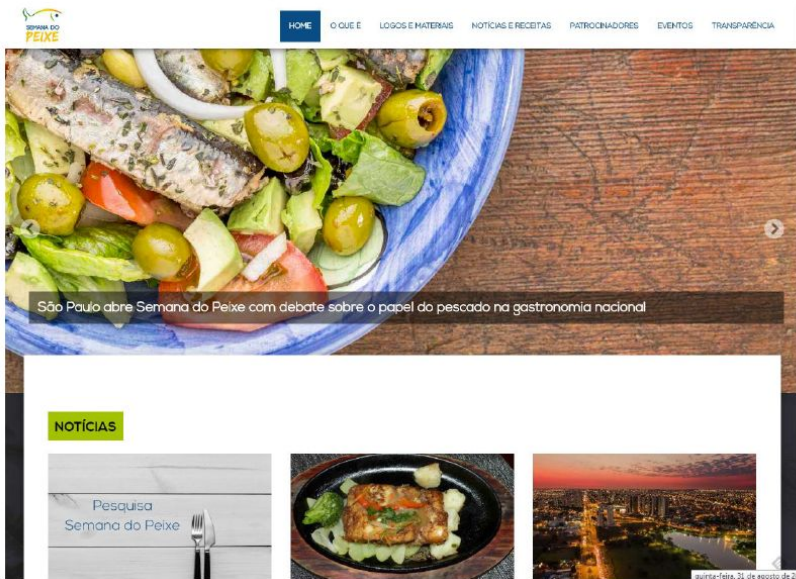 SEMANA DO
PEIXE
HOME O QUE É LOGOS E MATERIAIS NOTÍCIAS E RECEITAS PATROCINADORES EVENTOS TRANSPARÊNCIA
São Paulo abre Semana do Peixe com debate sobre o papel do pescado na gastronomia nacional
NOTÍCIAS
Pesquisa
Semana do Peixe
quinta-feira, 31 de agosto de 2